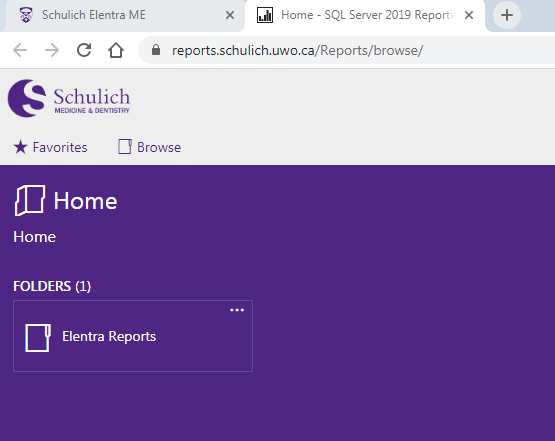 Schulich Elentra ME
Home - SQL Server 2019 Reporti
reports.schulich.uwo.ca/Reports/browse/
Schulich
MEDICINE & DENTISTRY
Favorites
Browse
Home
Home
FOLDERS (1)
Elentra Reports